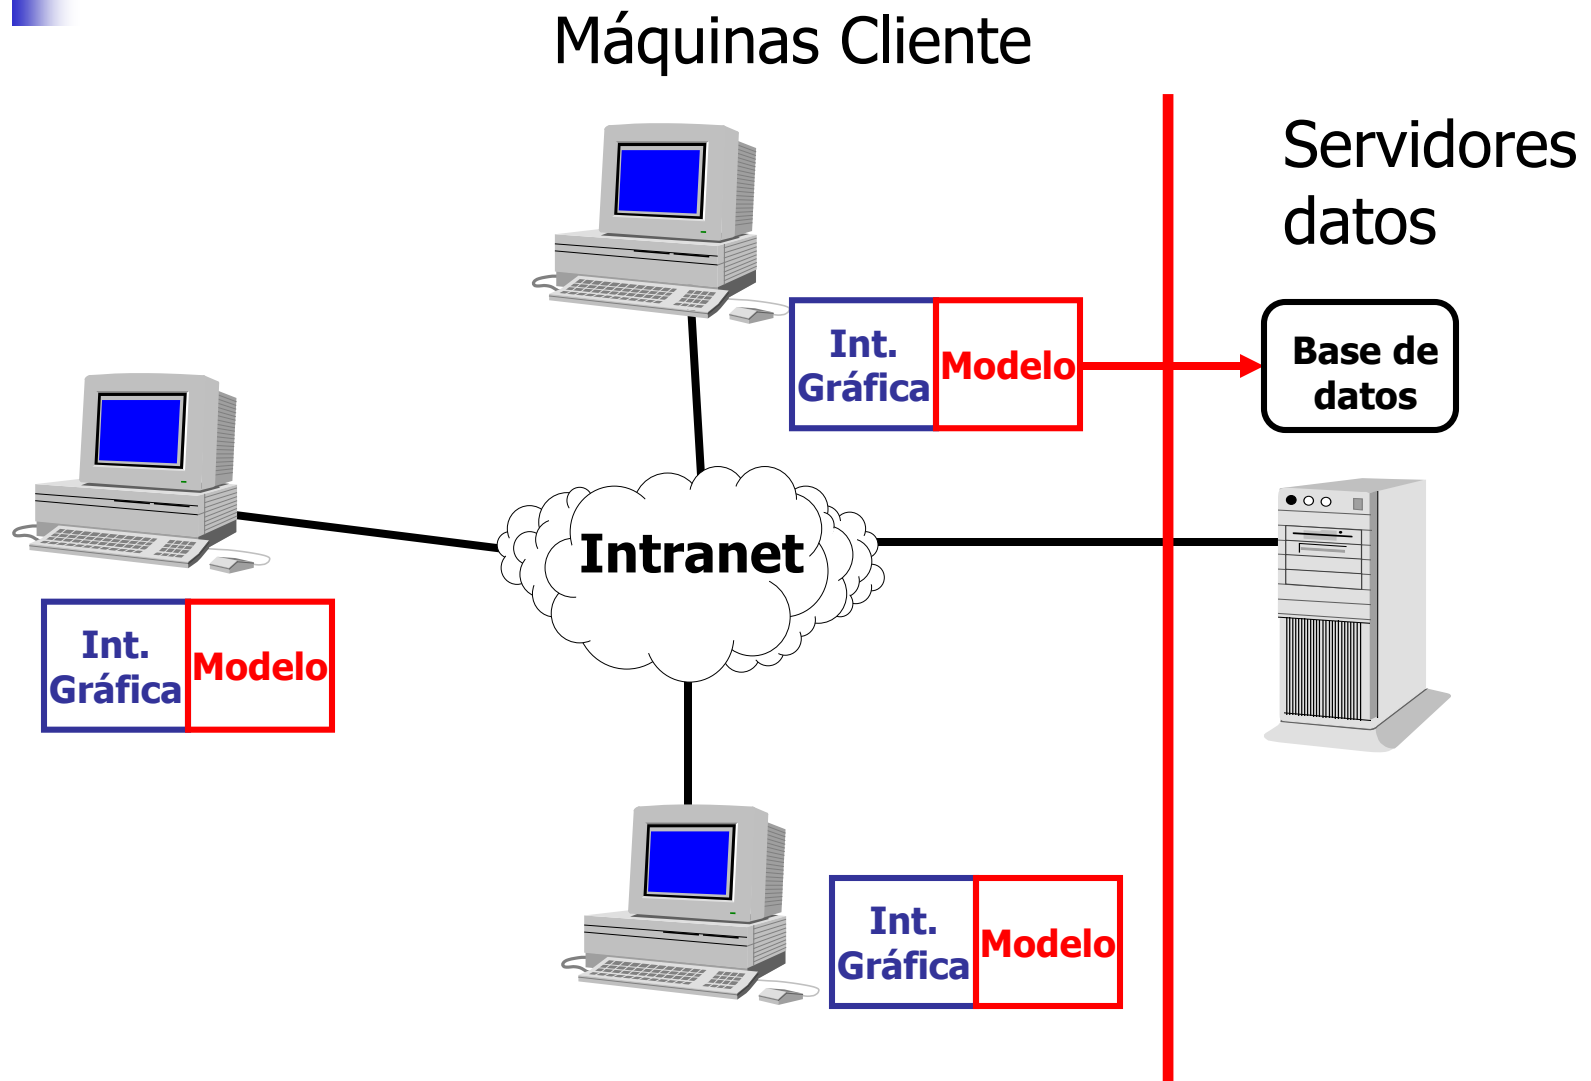 Máquinas Cliente
Servidores
datos
Int.
Gráfica
Modelo
Base de
datos
Intranet
Int.
Gráfica
Modelo
Int.
Gráfica
Modelo